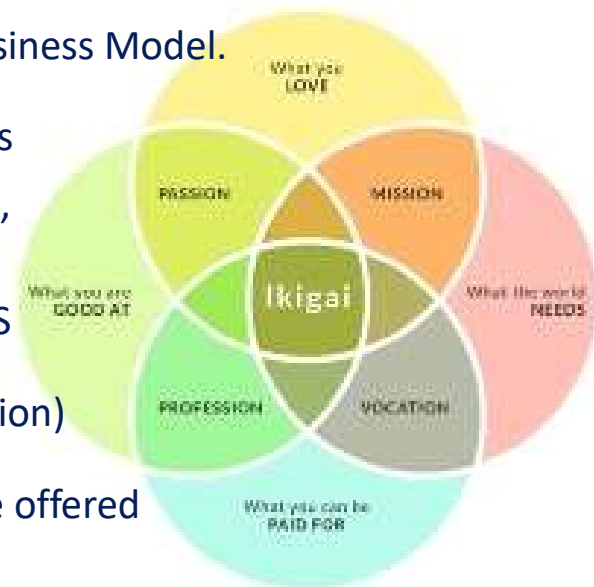 siness Model.
s
,
S
ion)
e offered
What you
LOVE
PASSION
MISSION
What you are
GOOD AT
Ikigai
What the world
NEEDS
PROFESSION
VOCATION
What you can be
PAID FOR